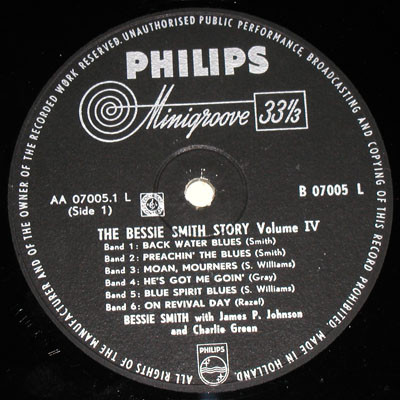 ALL RIGHTS OF THE MANUFACTURER AND OF THE OWNER OF THE RECORDED WORK RESERVED. UNAUTHORISED PUBLIC PERFORMANCE, BROADCASTING AND COPYING OF THIS RECORD PROHIBITED. MADE IN HOLLAND.
PHILIPS
Minigroove 33⅓
AA 07005.1 L
(Side 1)
B 07005 L
THE BESSIE SMITH STORY Volume IV
Band 1: BACK WATER BLUES (Smith)
Band 2: PREACHIN' THE BLUES (Smith)
Band 3: MOAN, MOURNERS (S. Williams)
Band 4: HE'S GOT ME GOIN' (Gray)
Band 5: BLUE SPIRIT BLUES (S. Williams)
Band 6: ON REVIVAL DAY (Razaf)
BESSIE SMITH with James P. Johnson
and Charlie Green
PHILIPS